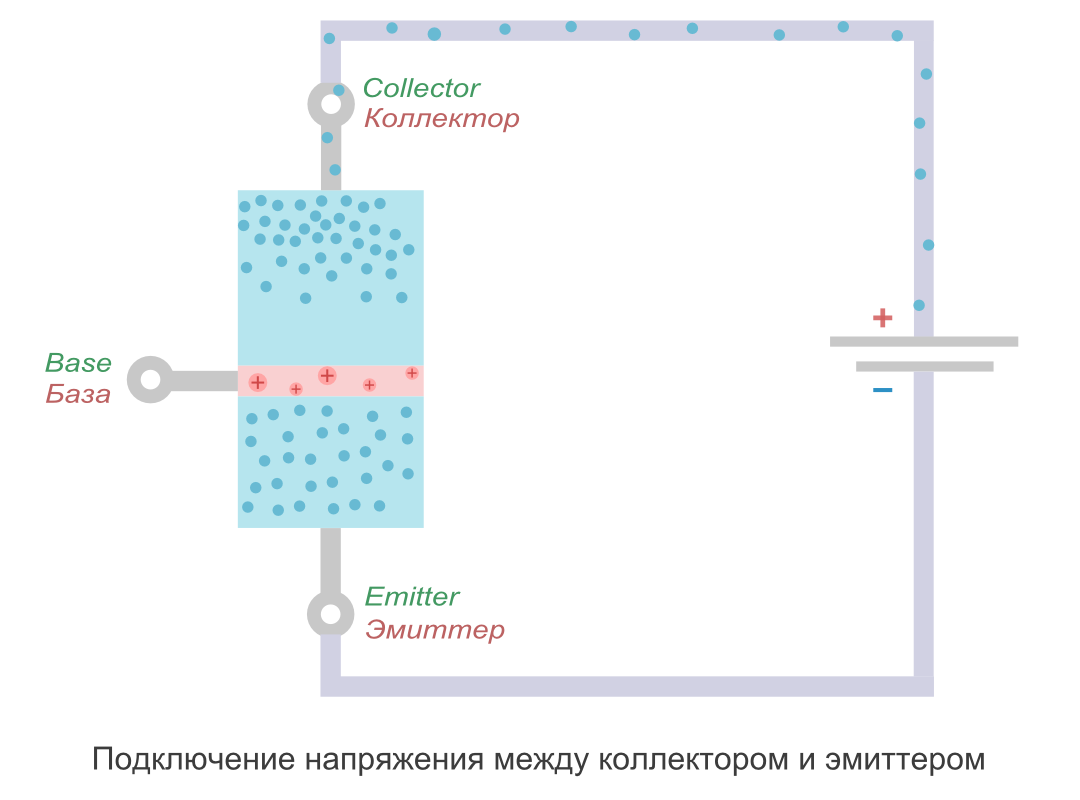 Collector
Коллектор
+
Base
База
+ + + + +
−
Emitter
Эмиттер
Подключение напряжения между коллектором и эмиттером